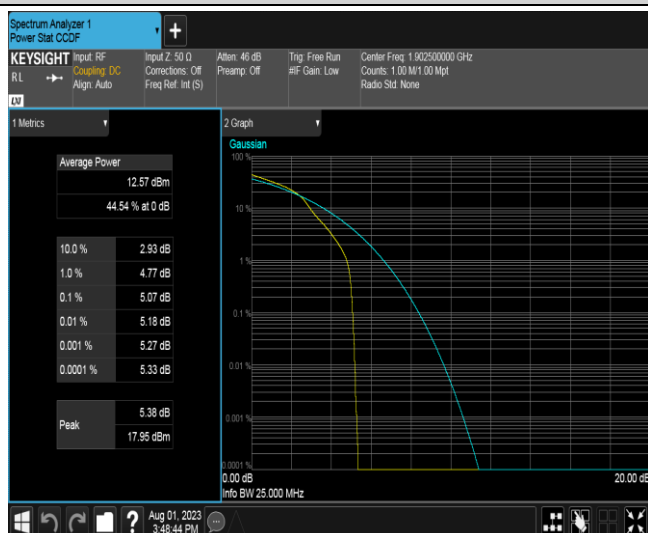 Spectrum Analyzer 1
Power Stat CCDF
+
KEYSIGHT
RL
LXI
Input: RF
Coupling: DC
Align: Auto
Input Z: 50 Ω
Corrections: Off
Freq Ref: Int (S)
Atten: 46 dB
Preamp: Off
Trig: Free Run
#IF Gain: Low
Center Freq: 1.902500000 GHz
Counts: 1.00 M/1.00 Mpt
Radio Std: None
1 Metrics
Average Power
12.57 dBm
44.54 % at 0 dB
10.0 % 2.93 dB
1.0 % 4.77 dB
0.1 % 5.07 dB
0.01 % 5.18 dB
0.001 % 5.27 dB
0.0001 % 5.33 dB
Peak
5.38 dB
17.95 dBm
2 Graph
Gaussian
100 %
10 %
1 %
0.1 %
0.01 %
0.001 %
0.0001 %
0.00 dB
20.00 dB
Info BW 25.000 MHz
?
Aug 01, 2023
3:48:44 PM